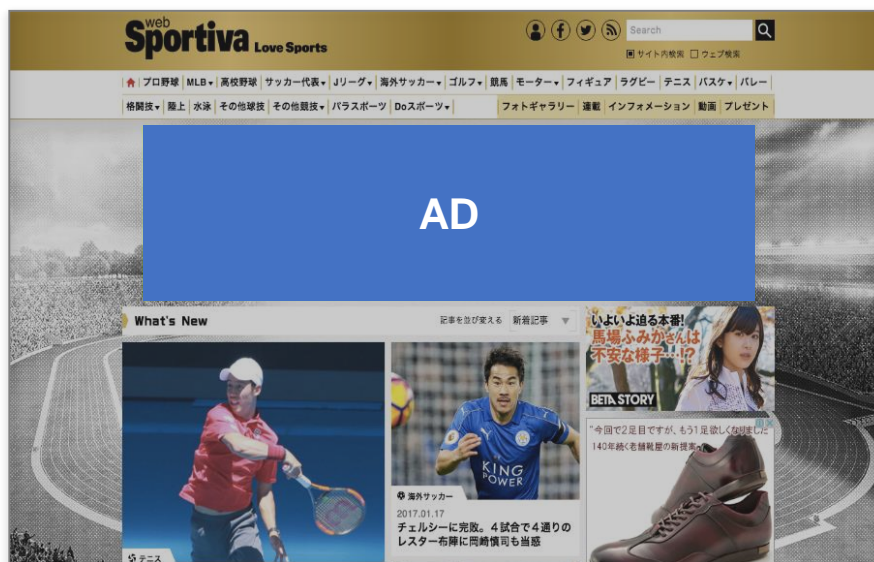 web
Sportiva Love Sports
Search
サイト内検索 ウェブ検索
プロ野球 MLB▼ 高校野球 サッカー代表▼ Jリーグ▼ 海外サッカー▼ ゴルフ▼ 競馬 モーター▼ フィギュア ラグビー テニス バスケ▼ バレー
格闘技▼ 陸上 水泳 その他球技 その他競技▼ パラスポーツ Doスポーツ▼ フォトギャラリー 連載 インフォメーション 動画 プレゼント
AD
What's New
記事を並び変える 新着記事 ▼
いよいよ迫る本番!
馬場ふみかさんは
不安な様子…!?
BETA STORY
"今回で2足目ですが、もう1足欲しくなりました
140年続く老舗靴屋の新提案
KING
POWER
海外サッカー
2017.01.17
チェルシーに完敗。4試合で4通りの
レスター布陣に岡崎慎司も当惑
テニス